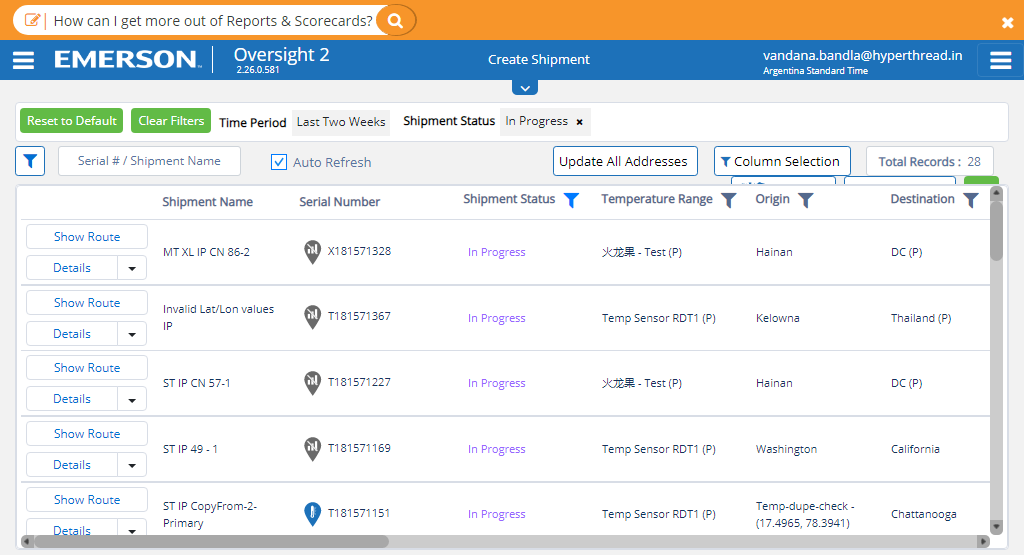 How can I get more out of Reports & Scorecards?
EMERSON
Oversight 2
2.26.0.581
Create Shipment
vandana.bandla@hyperthread.in
Argentina Standard Time
Reset to Default Clear Filters Time Period Last Two Weeks Shipment Status In Progress ×
Serial # / Shipment Name Auto Refresh Update All Addresses Column Selection Total Records : 28
Shipment Name Serial Number Shipment Status Temperature Range Origin Destination
Show Route
Details
MT XL IP CN 86-2 X181571328 In Progress 火龙果 - Test (P) Hainan DC (P)
Show Route
Details
Invalid Lat/Lon values
IP
T181571367 In Progress Temp Sensor RDT1 (P) Kelowna Thailand (P)
Show Route
Details
ST IP CN 57-1 T181571227 In Progress 火龙果 - Test (P) Hainan DC (P)
Show Route
Details
ST IP 49 - 1 T181571169 In Progress Temp Sensor RDT1 (P) Washington California
Show Route
Details
ST IP CopyFrom-2-
Primary
T181571151 In Progress Temp Sensor RDT1 (P)
Temp-dupe-check -
(17.4965, 78.3941)
Chattanooga